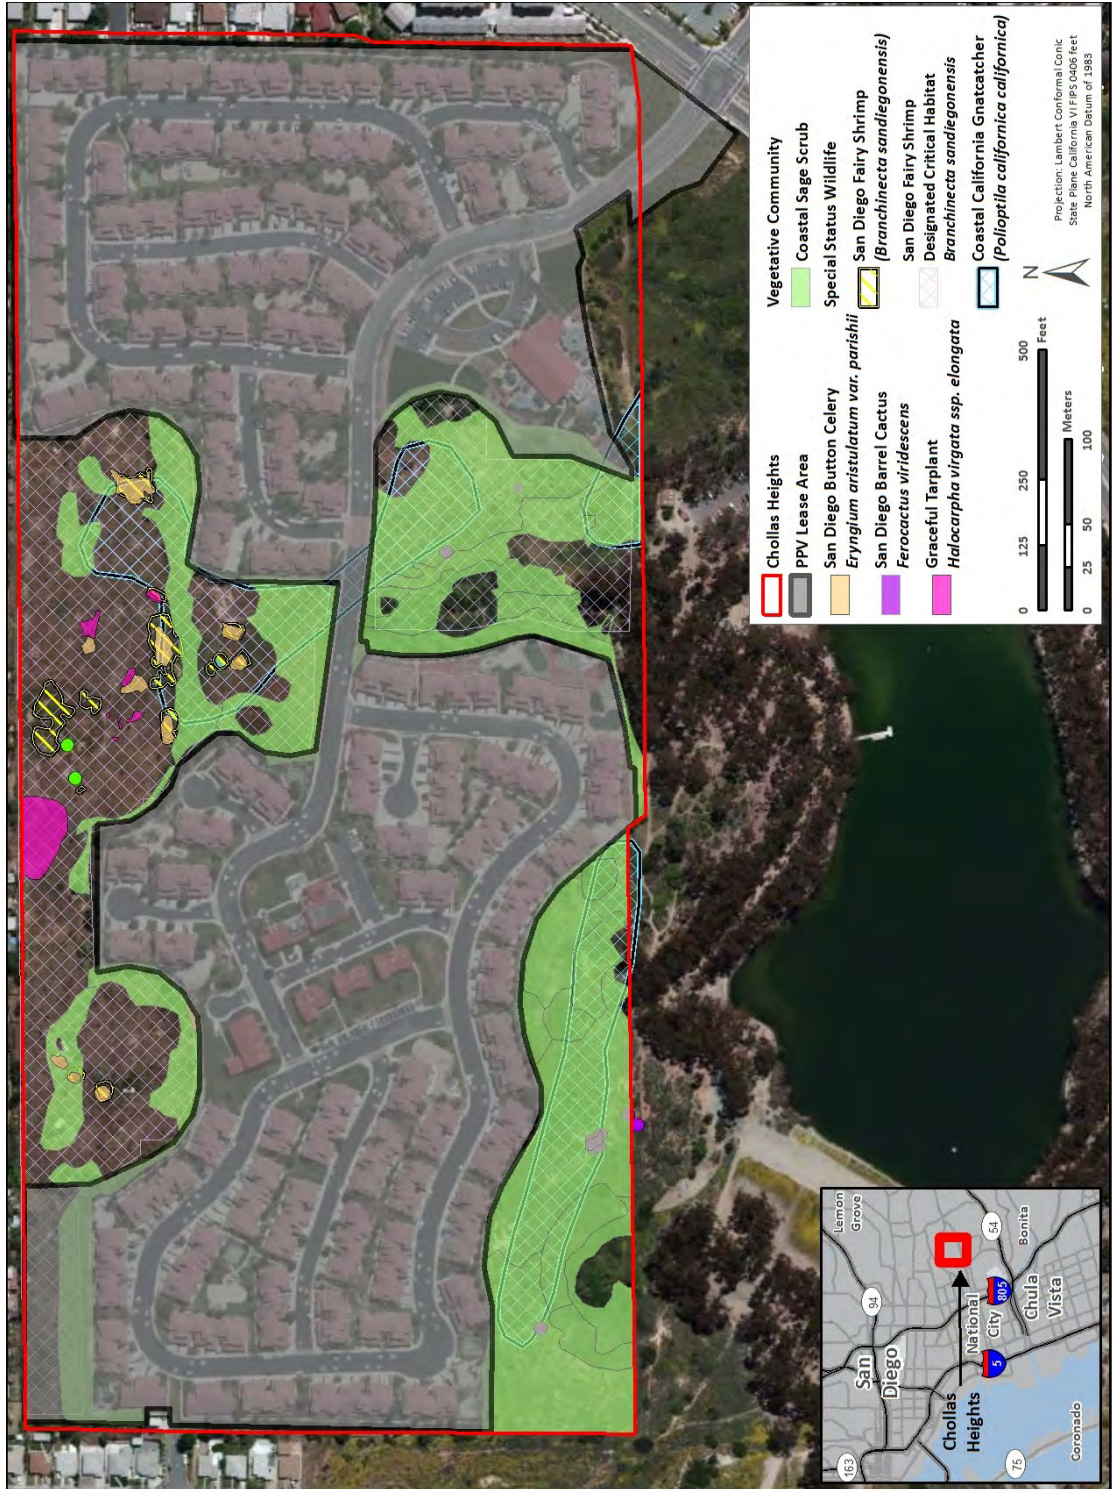 Chollas Heights
PPV Lease Area
San Diego Button Celery
Eryngium aristulatum var. parishii
San Diego Barrel Cactus
Ferocactus viridescens
Graceful Tarplant
Halocarpha virgata ssp. elongata
Vegetative Community
Coastal Sage Scrub
Special Status Wildlife
San Diego Fairy Shrimp
(Branchinecta sandiegonensis)
San Diego Fairy Shrimp
Designated Critical Habitat
Branchinecta sandiegonensis
Coastal California Gnatcatcher
(Polioptila californica californica)
0 125 250 500
Feet
Meters
0 25 50 100
N
Projection: Lambert Conformal Conic
State Plane California VI FIPS 0406 feet
North American Datum of 1983
163
94
Lemon
Grove
San
Diego
Chollas
Heights
National
City
805
5
54
Bonita
Chula
Vista
75
Coronado